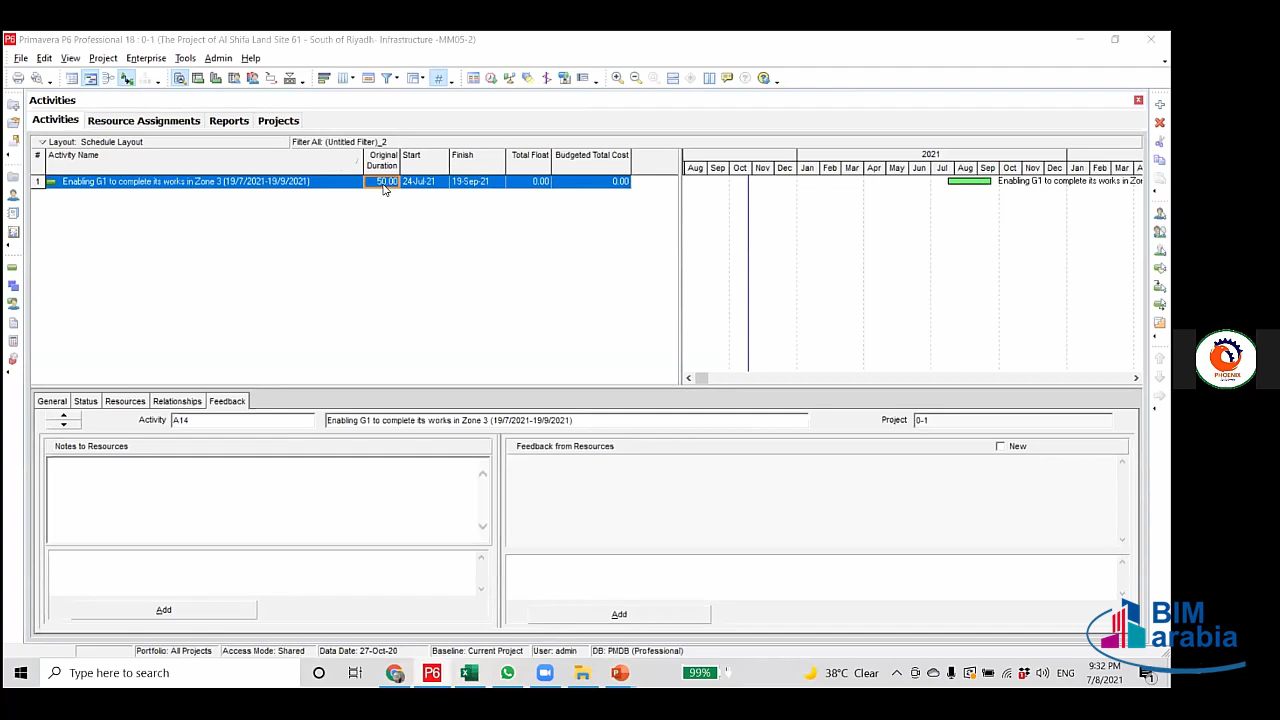 P6 Primavera P6 Professional 18 : 0-1 (The Project of Al Shifa Land Site 61 - South of Riyadh- Infrastructure -MM05-2)
File Edit View Project Enterprise Tools Admin Help
Activities
Activities Resource Assignments Reports Projects
Layout: Schedule Layout Filter All: (Untitled Filter)_2
# Activity Name Original Duration Start Finish Total Float Budgeted Total Cost
2021
Aug Sep Oct Nov Dec Jan Feb Mar Apr May Jun Jul Aug Sep Oct Nov Dec Jan Feb Mar A
1 Enabling G1 to complete its works in Zone 3 (19/7/2021-19/9/2021) 50.00 24-Jul-21 19-Sep-21 0.00 0.00
Enabling G1 to complete its works in Zo
General Status Resources Relationships Feedback
Activity A14 Enabling G1 to complete its works in Zone 3 (19/7/2021-19/9/2021) Project 0-1
Notes to Resources Feedback from Resources New
Add Add
PHOENIX
BIM
arabia
Portfolio: All Projects Access Mode: Shared Data Date: 27-Oct-20 Baseline: Current Project User: admin DB: PMDB (Professional)
Type here to search P6 99% 38°C Clear ENG 9:32 PM
7/8/2021 1